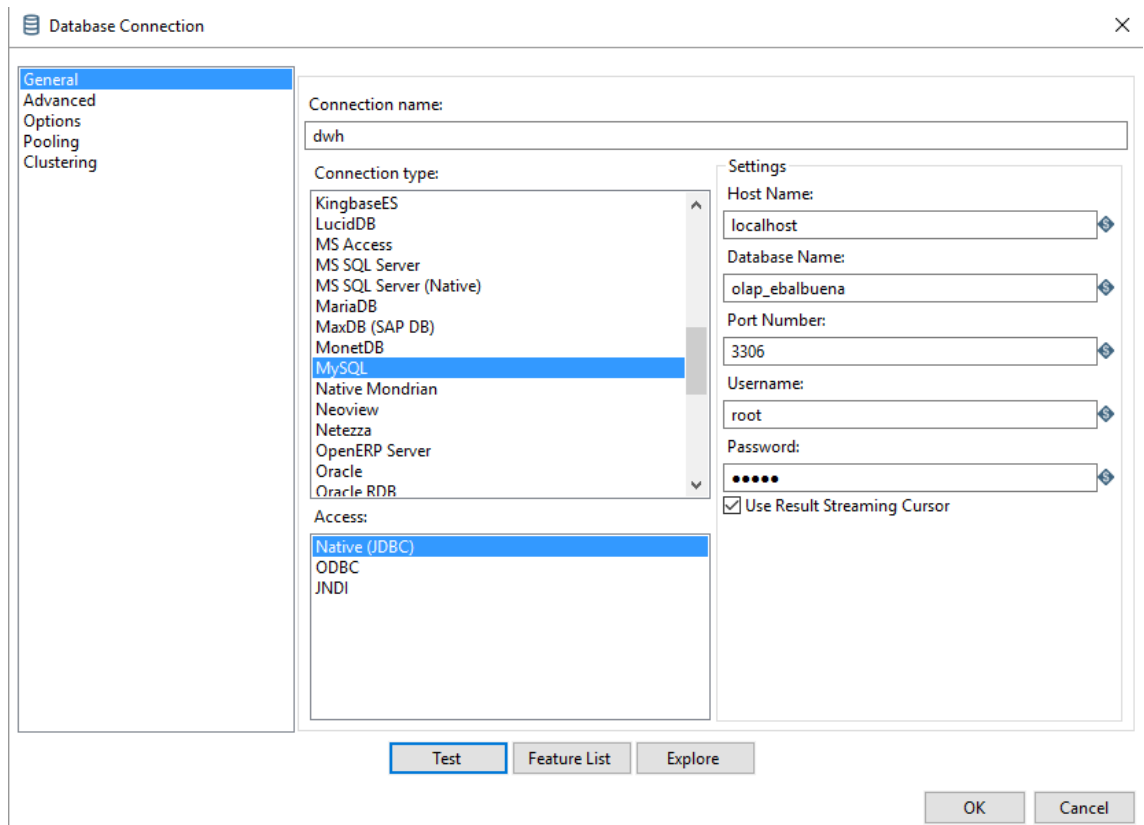 Database Connection
General
Advanced
Options
Pooling
Clustering
Connection name:
dwh
Connection type:
KingbaseES
LucidDB
MS Access
MS SQL Server
MS SQL Server (Native)
MariaDB
MaxDB (SAP DB)
MonetDB
MySQL
Native Mondrian
Neoview
Netezza
OpenERP Server
Oracle
Oracle RDB
Access:
Native (JDBC)
ODBC
JNDI
Settings
Host Name:
localhost
Database Name:
olap_ebalbuena
Port Number:
3306
Username:
root
Password:
●●●●●
Use Result Streaming Cursor
Test Feature List Explore
OK Cancel